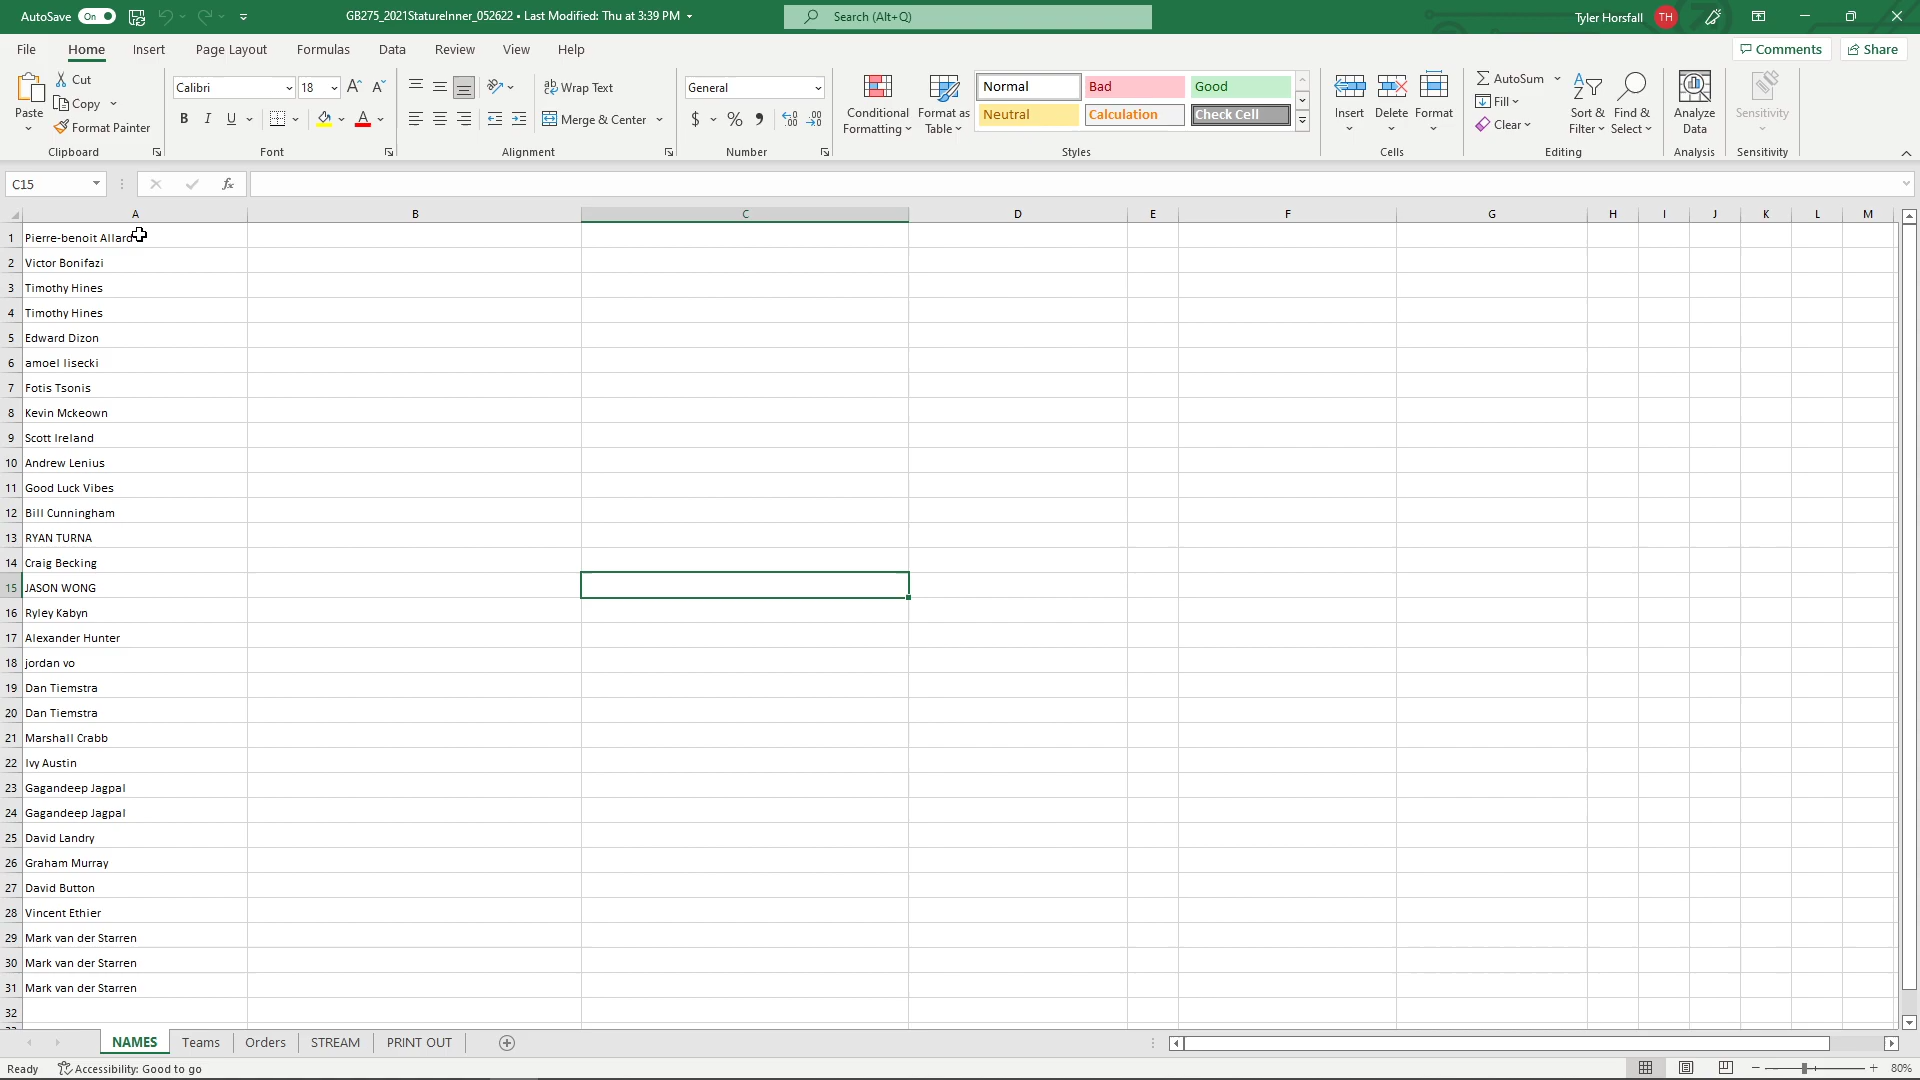 AutoSave On GB275_2021StatureInner_052622 • Last Modified: Thu at 3:39 PM Search (Alt+Q) Tyler Horsfall TH
File Home Insert Page Layout Formulas Data Review View Help Comments Share
Paste
Cut
Copy
Format Painter
Clipboard
Calibri 18
B I U A
Font
Wrap Text
Merge & Center
Alignment
General
$ % 9
Number
Conditional Formatting
Format as Table
Normal Bad Good
Neutral Calculation Check Cell
Styles
Insert Delete Format
Cells
AutoSum
Fill
Clear
Sort & Filter
Find & Select
Editing
Analyze Data
Analysis
Sensitivity
Sensitivity
C15 fx
A B C D E F G H I J K L M
1 Pierre-benoit Allard
2 Victor Bonifazi
3 Timothy Hines
4 Timothy Hines
5 Edward Dizon
6 amoel lisecki
7 Fotis Tsonis
8 Kevin Mckeown
9 Scott Ireland
10 Andrew Lenius
11 Good Luck Vibes
12 Bill Cunningham
13 RYAN TURNA
14 Craig Becking
15 JASON WONG
16 Ryley Kabyn
17 Alexander Hunter
18 jordan vo
19 Dan Tiemstra
20 Dan Tiemstra
21 Marshall Crabb
22 Ivy Austin
23 Gagandeep Jagpal
24 Gagandeep Jagpal
25 David Landry
26 Graham Murray
27 David Button
28 Vincent Ethier
29 Mark van der Starren
30 Mark van der Starren
31 Mark van der Starren
32
NAMES Teams Orders STREAM PRINT OUT
Ready Accessibility: Good to go 80%